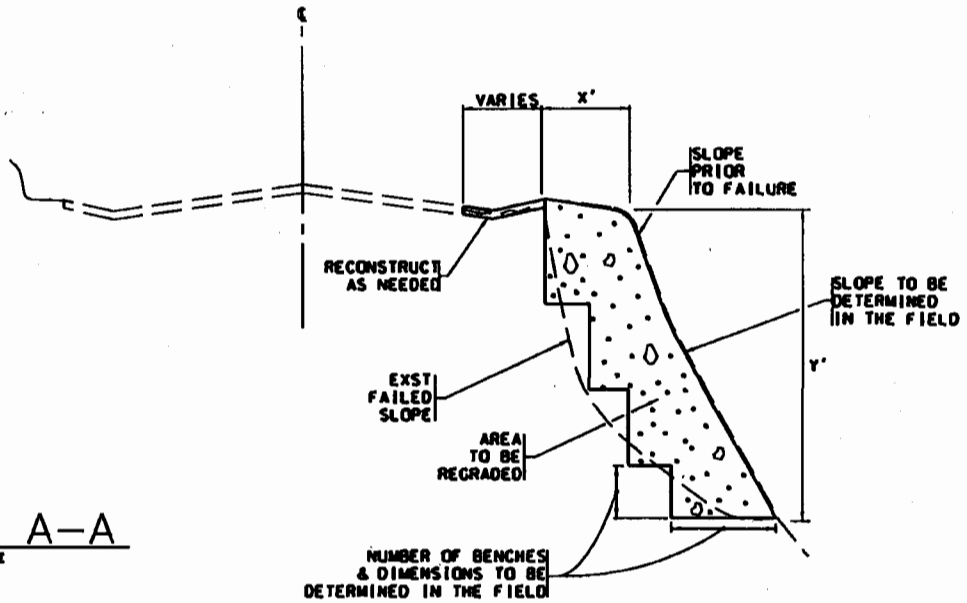 ℄
VARIES
X'
SLOPE
PRIOR
TO FAILURE
RECONSTRUCT
AS NEEDED
SLOPE TO BE
DETERMINED
IN THE FIELD
Y'
EXST
FAILED
SLOPE
AREA
TO BE
REGRADED
A-A
NUMBER OF BENCHES
& DIMENSIONS TO BE
DETERMINED IN THE FIELD